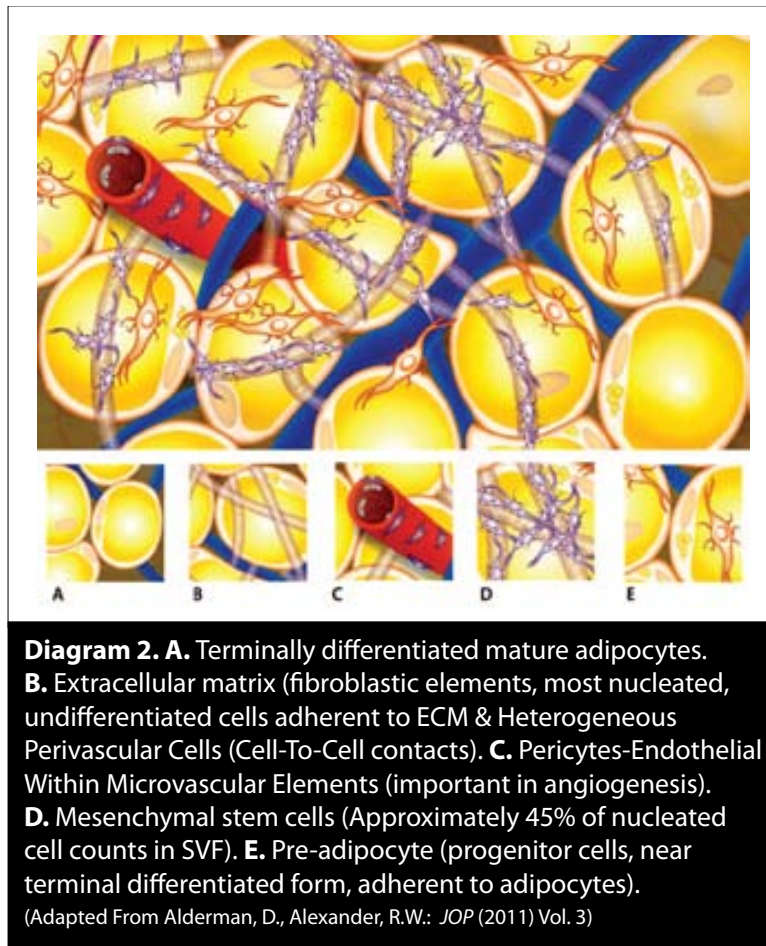 A B C D E
Diagram 2. A. Terminally differentiated mature adipocytes.
B. Extracellular matrix (fibroblastic elements, most nucleated,
undifferentiated cells adherent to ECM & Heterogeneous
Perivascular Cells (Cell-To-Cell contacts). C. Pericytes-Endothelial
Within Microvascular Elements (important in angiogenesis).
D. Mesenchymal stem cells (Approximately 45% of nucleated
cell counts in SVF). E. Pre-adipocyte (progenitor cells, near
terminal differentiated form, adherent to adipocytes).
(Adapted From Alderman, D., Alexander, R.W.: JOP (2011) Vol. 3)